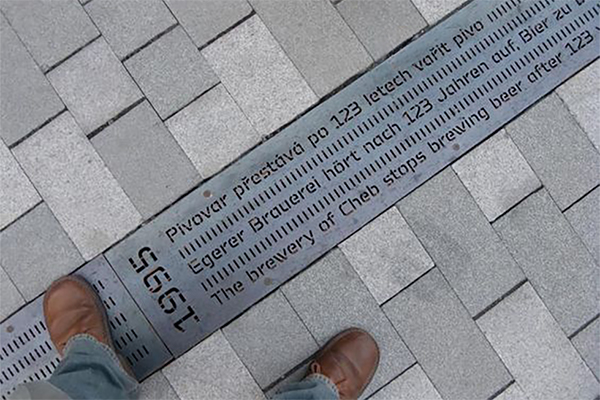 1995
Pivovar přestává po 123 letech vařit pivo
Egerer Brauerei hört nach 123 Jahren auf, Bier zu
The brewery of Cheb stops brewing beer after 123